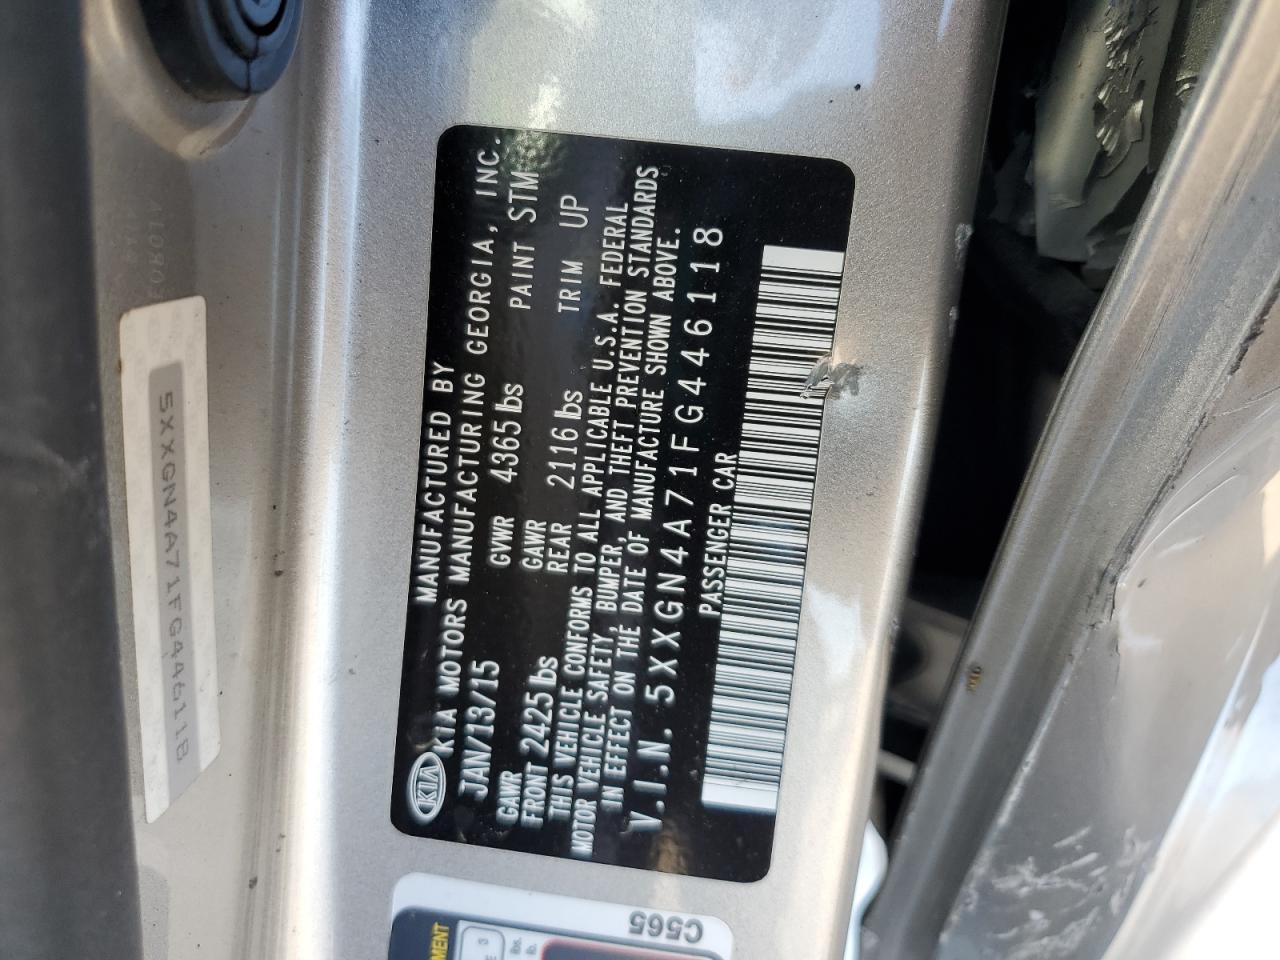 MANUFACTURED BY
KIA KIA MOTORS MANUFACTURING GEORGIA, INC.
JAN/13/15 GVWR 4365 lbs PAINT STM
GAWR FRONT 2425 lbs GAWR REAR 2116 lbs TRIM UP
THIS VEHICLE CONFORMS TO ALL APPLICABLE U.S.A. FEDERAL
MOTOR VEHICLE SAFETY, BUMPER, AND THEFT PREVENTION STANDARDS
IN EFFECT ON THE DATE OF MANUFACTURE SHOWN ABOVE.
V.I.N. 5XXGN4A71FG446118
PASSENGER CAR
5XXGN4A71FG446118
C565